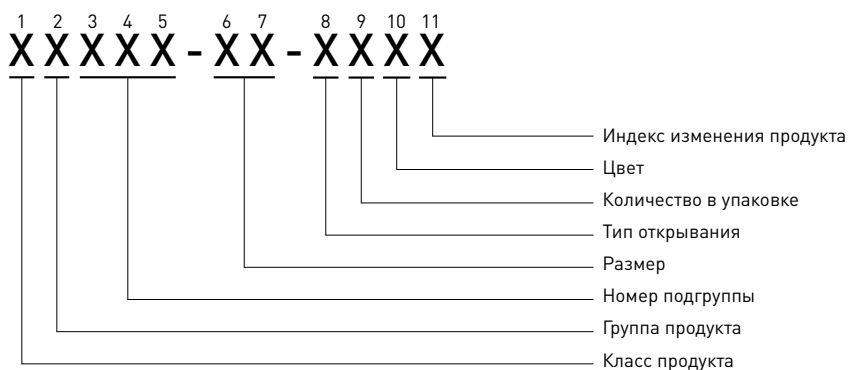 1 2 3 4 5 6 7 8 9 10 11
X X X X X - X X - X X X X
Индекс изменения продукта
Цвет
Количество в упаковке
Тип открывания
Размер
Номер подгруппы
Группа продукта
Класс продукта